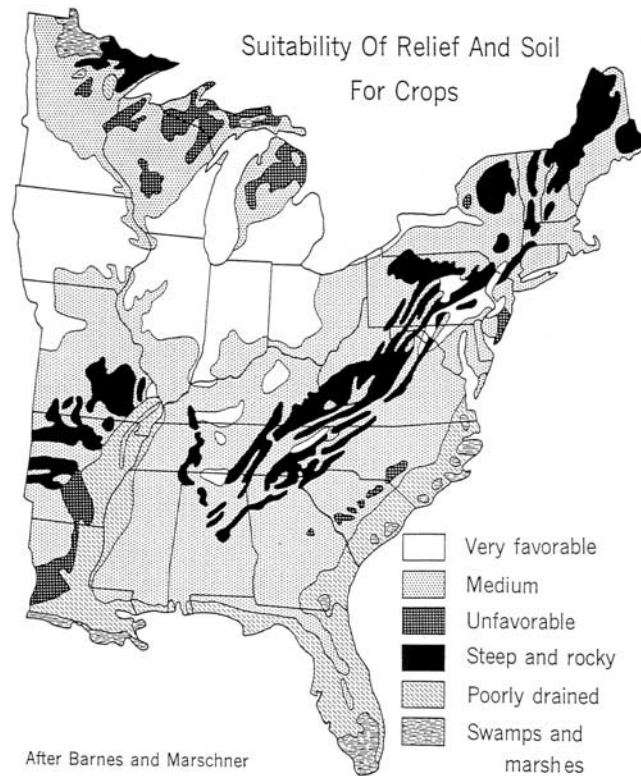 Suitability Of Relief And Soil
For Crops
Very favorable
Medium
Unfavorable
Steep and rocky
Poorly drained
Swamps and
marshes
After Barnes and Marschner